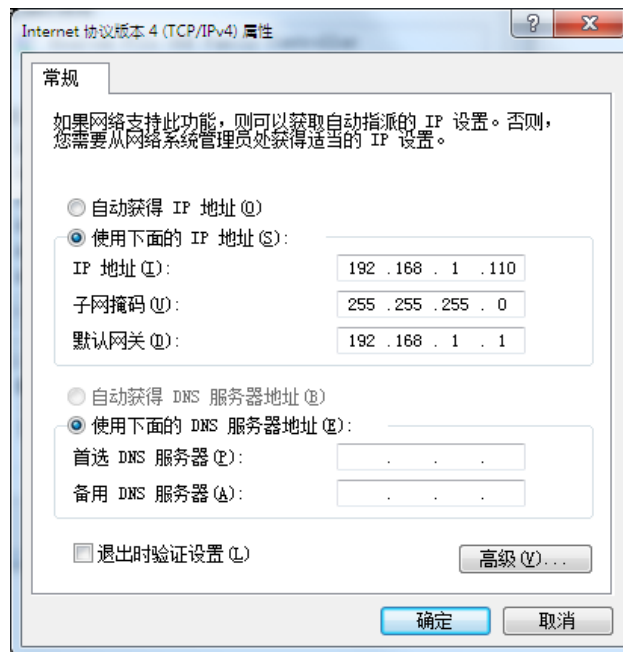 Internet 协议版本 4 (TCP/IPv4) 属性
常规
如果网络支持此功能，则可以获取自动指派的 IP 设置。否则，
您需要从网络系统管理员处获得适当的 IP 设置。
自动获得 IP 地址(O)
使用下面的 IP 地址(S):
IP 地址(I): 192 .168 . 1 .110
子网掩码(U): 255 .255 .255 . 0
默认网关(D): 192 .168 . 1 . 1
自动获得 DNS 服务器地址(B)
使用下面的 DNS 服务器地址(E):
首选 DNS 服务器(P): . . .
备用 DNS 服务器(A): . . .
退出时验证设置(L)
高级(V)...
确定 取消